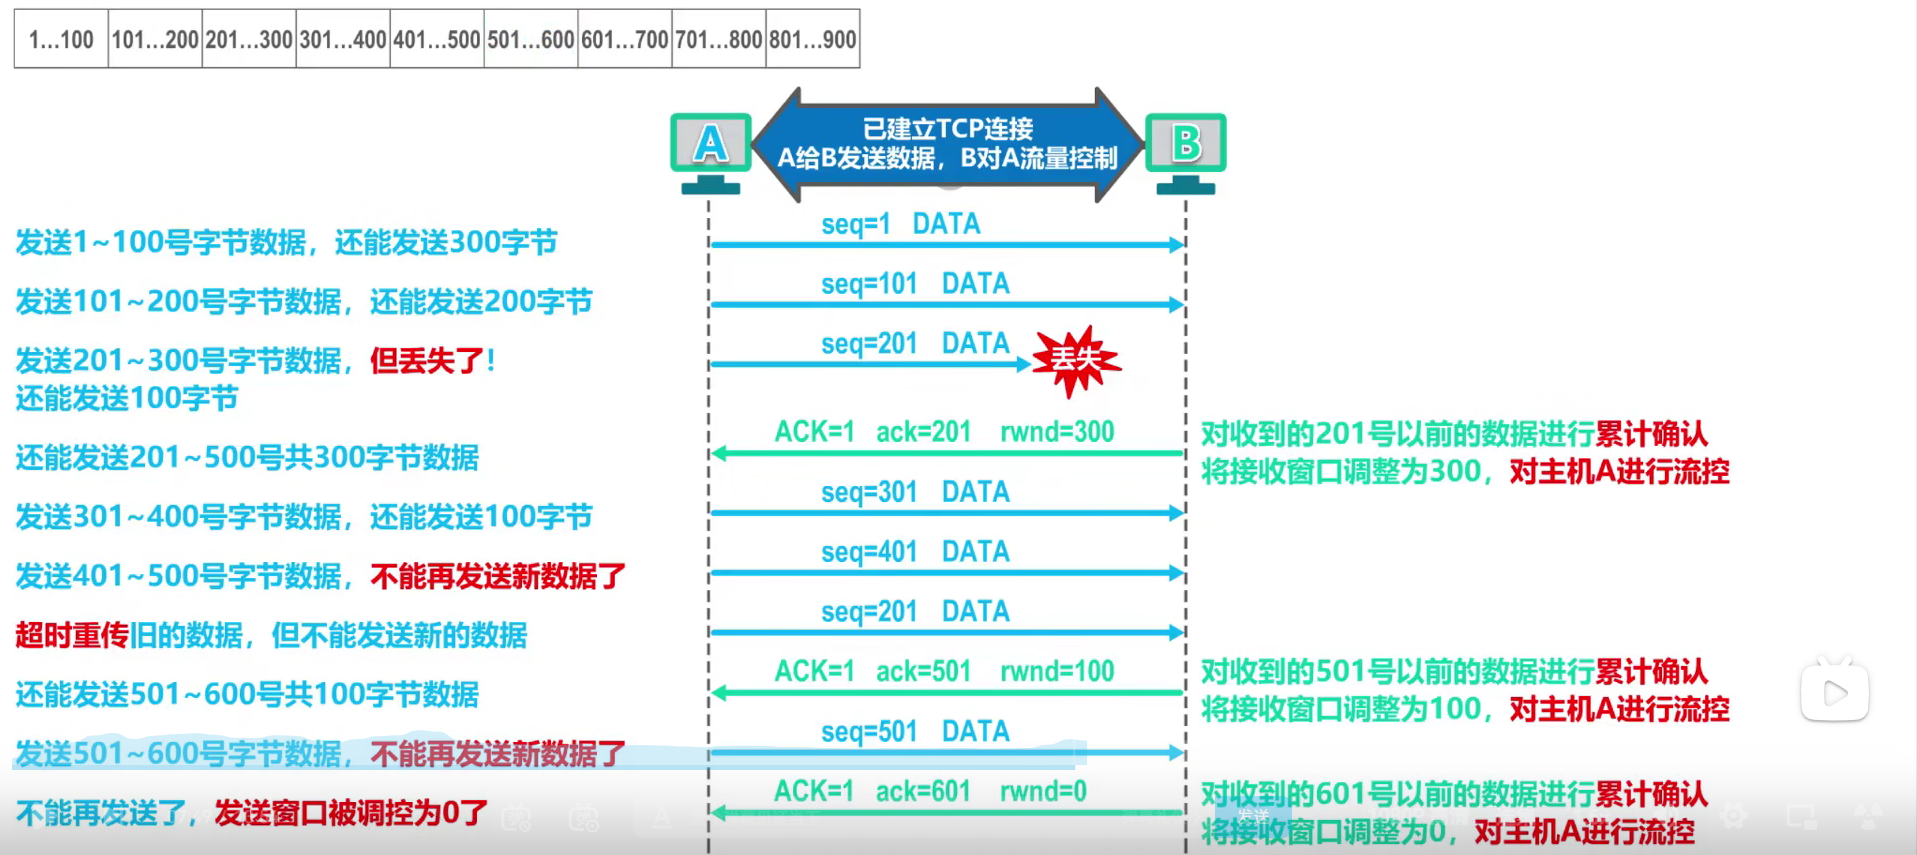 1...100 101...200 201...300 301...400 401...500 501...600 601...700 701...800 801...900
已建立TCP连接
A
B
A给B发送数据，B对A流量控制
seq=1 DATA
发送1~100号字节数据，还能发送300字节
seq=101 DATA
发送101~200号字节数据，还能发送200字节
seq=201 DATA
发送201~300号字节数据，但丢失了！
丢失
还能发送100字节
ACK=1 ack=201 rwnd=300
对收到的201号以前的数据进行累计确认
还能发送201~500号共300字节数据
将接收窗口调整为300，对主机A进行流控
seq=301 DATA
发送301~400号字节数据，还能发送100字节
seq=401 DATA
发送401~500号字节数据，不能再发送新数据了
seq=201 DATA
超时重传旧的数据，但不能发送新的数据
ACK=1 ack=501 rwnd=100
对收到的501号以前的数据进行累计确认
还能发送501~600号共100字节数据
将接收窗口调整为100，对主机A进行流控
seq=501 DATA
发送501~600号字节数据，不能再发送新数据了
ACK=1 ack=601 rwnd=0
对收到的601号以前的数据进行累计确认
不能再发送了，发送窗口被调控为0了
发送
将接收窗口调整为0，对主机A进行流控